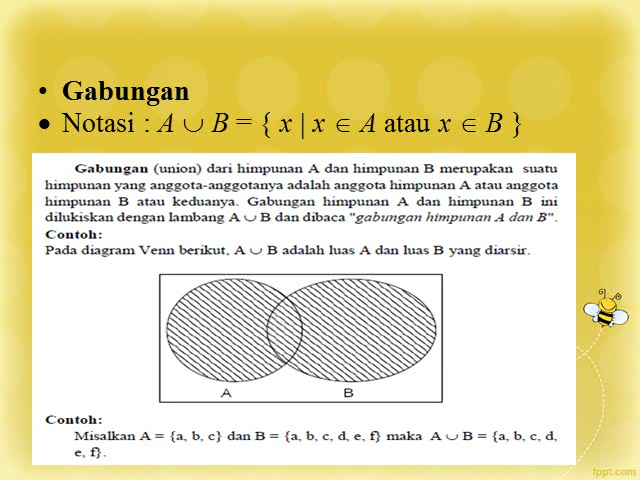 • Gabungan
• Notasi : A ∪ B = { x | x ∈ A atau x ∈ B }
Gabungan (union) dari himpunan A dan himpunan B merupakan suatu
himpunan yang anggota-anggotanya adalah anggota himpunan A atau anggota
himpunan B atau keduanya. Gabungan himpunan A dan himpunan B ini
dilukiskan dengan lambang A ∪ B dan dibaca "gabungan himpunan A dan B".
Contoh:
Pada diagram Venn berikut, A ∪ B adalah luas A dan luas B yang diarsir.
A B
Contoh:
Misalkan A = {a, b, c} dan B = {a, b, c, d, e, f} maka A ∪ B = {a, b, c, d,
e, f}.
fppt.com